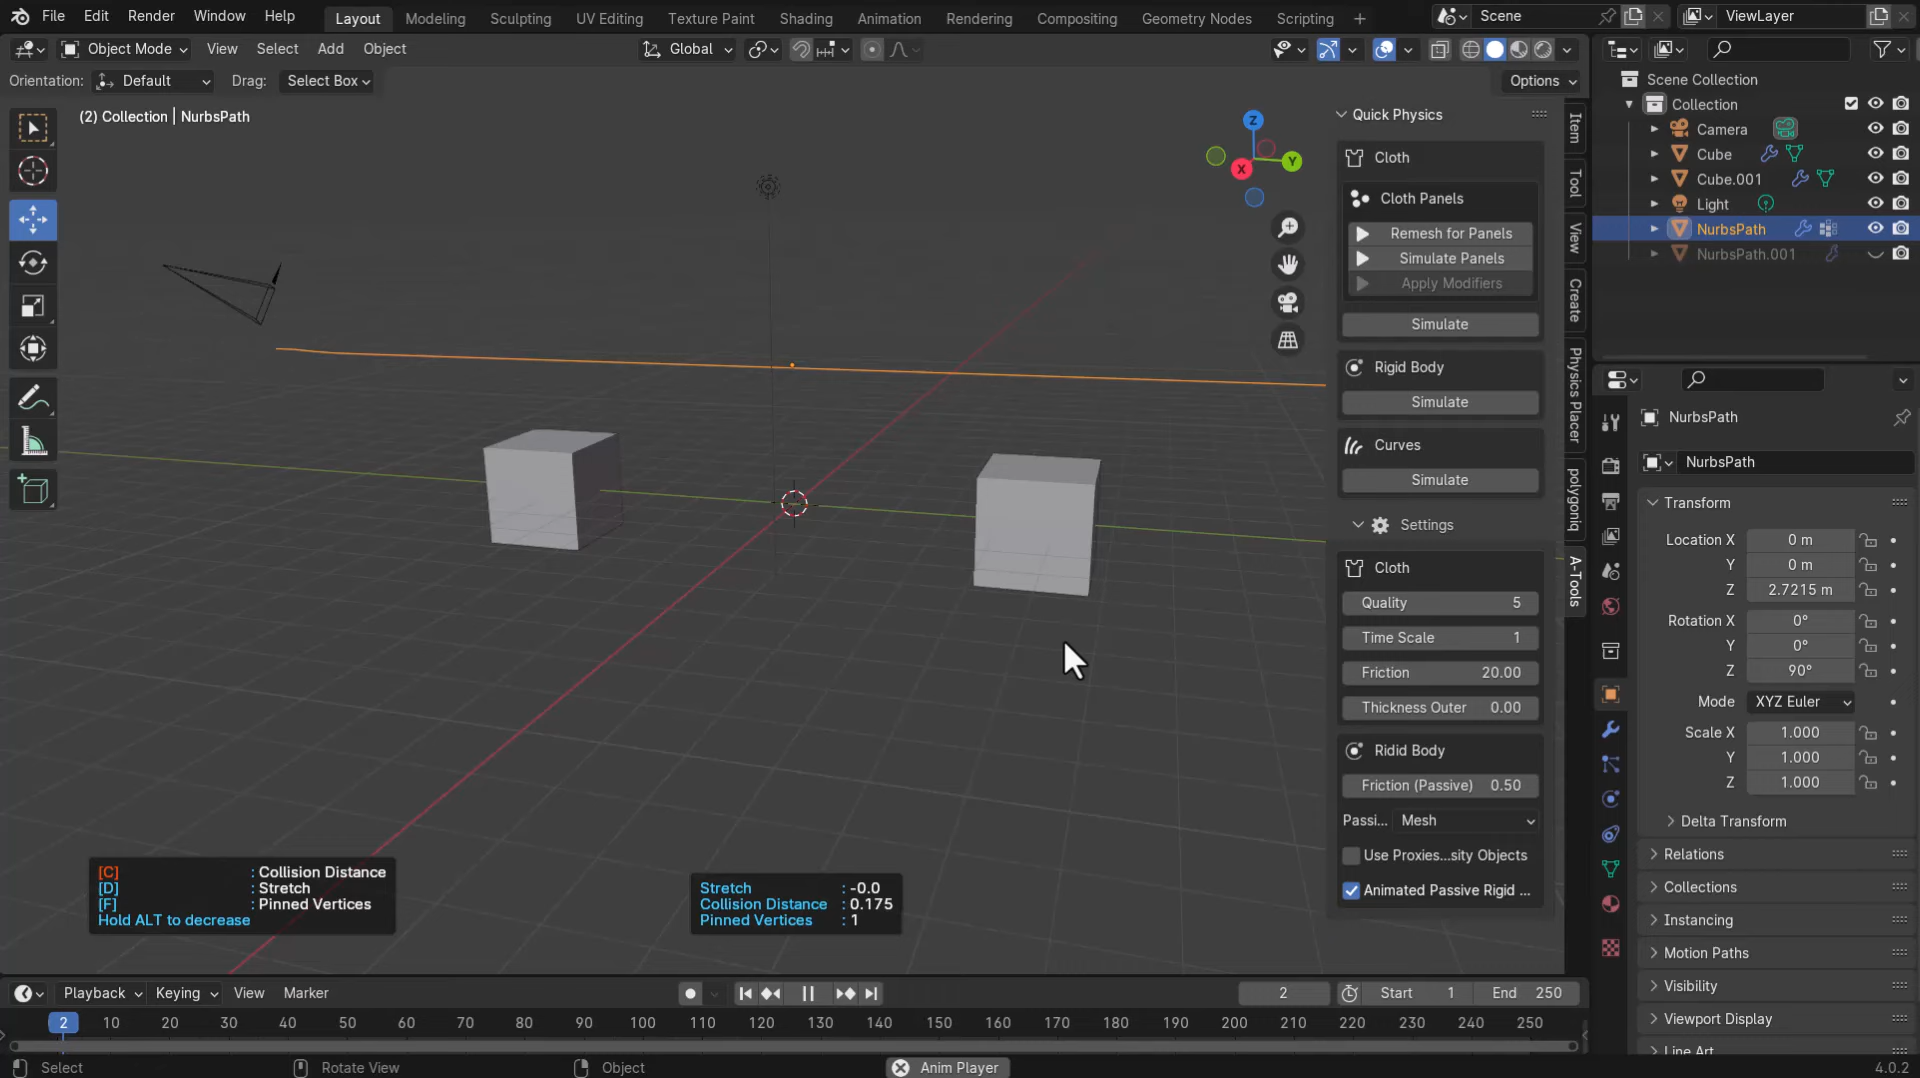 File Edit Render Window Help Layout Modeling Sculpting UV Editing Texture Paint Shading Animation Rendering Compositing Geometry Nodes Scripting Scene ViewLayer
Object Mode View Select Add Object Global
Orientation: Default Drag: Select Box Options
(2) Collection | NurbsPath
Z
Y
X
Quick Physics
Cloth
Cloth Panels
Remesh for Panels
Simulate Panels
Apply Modifiers
Simulate
Rigid Body
Simulate
Curves
Simulate
Settings
Cloth
Quality 5
Time Scale 1
Friction 20.00
Thickness Outer 0.00
Ridid Body
Friction (Passive) 0.50
Passi... Mesh
Use Proxies...sity Objects
Animated Passive Rigid ...
Item
Tool
View
Create
Physics Placer
polygoniq
A-Tools
Scene Collection
Collection
Camera
Cube
Cube.001
Light
NurbsPath
NurbsPath.001
NurbsPath
NurbsPath
Transform
Location X 0 m
Y 0 m
Z 2.7215 m
Rotation X 0°
Y 0°
Z 90°
Mode XYZ Euler
Scale X 1.000
Y 1.000
Z 1.000
Delta Transform
Relations
Collections
Instancing
Motion Paths
Visibility
Viewport Display
Line Art
[C] : Collision Distance
[D] : Stretch
[F] : Pinned Vertices
Hold ALT to decrease
Stretch : -0.0
Collision Distance : 0.175
Pinned Vertices : 1
Playback Keying View Marker 2 Start 1 End 250
2 10 20 30 40 50 60 70 80 90 100 110 120 130 140 150 160 170 180 190 200 210 220 230 240 250
Select Rotate View Object Anim Player 4.0.2